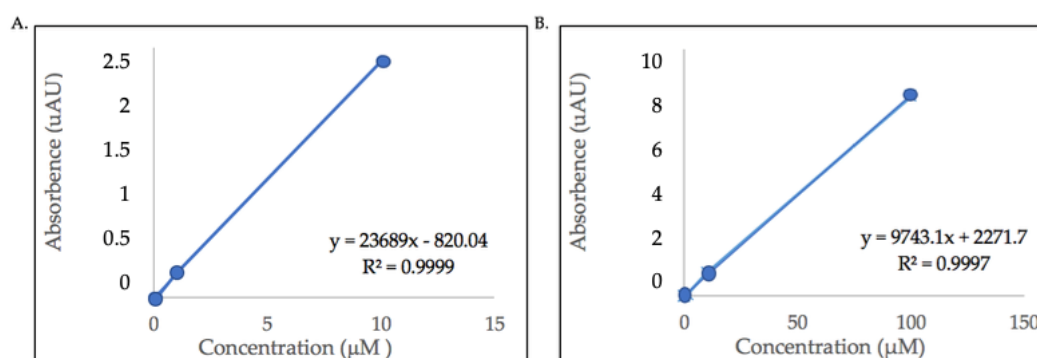 A.
Absorbence (uAU)
2.5
2
1.5
1
0.5
0
y = 23689x - 820.04
R² = 0.9999
0 5 10 15
Concentration (µM )
B.
Absorbence (uAU)
10
8
6
4
2
0
y = 9743.1x + 2271.7
R² = 0.9997
0 50 100 150
Concentration (µM)